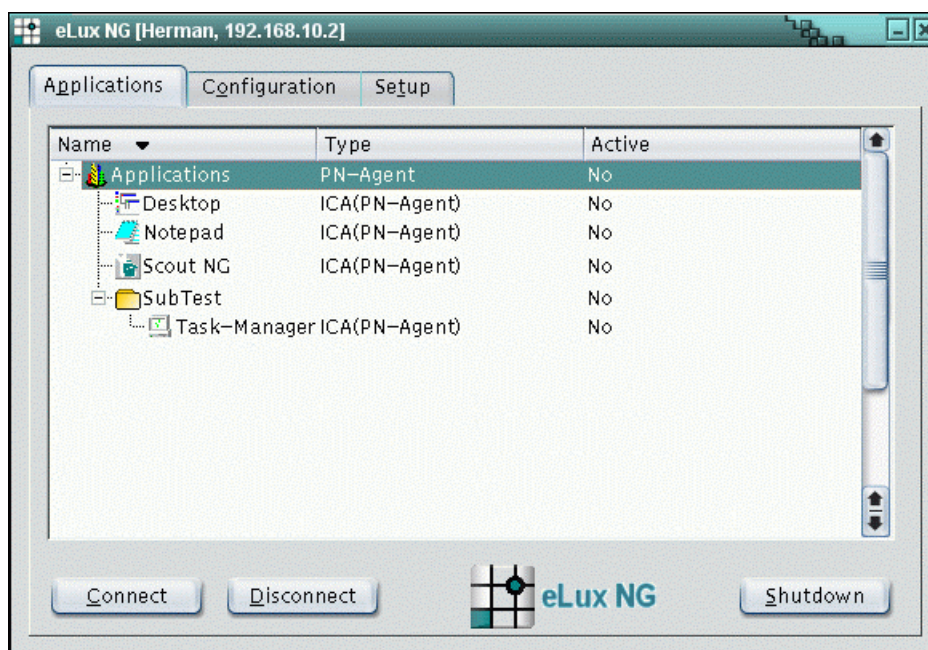 eLux NG [Herman, 192.168.10.2]
Applications Configuration Setup
Name Type Active
Applications PN-Agent No
Desktop ICA(PN-Agent) No
Notepad ICA(PN-Agent) No
Scout NG ICA(PN-Agent) No
SubTest No
Task-Manager ICA(PN-Agent) No
Connect Disconnect eLux NG Shutdown